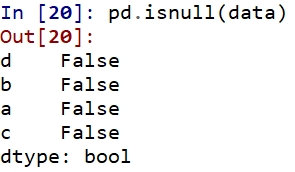 In [20]: pd.isnull(data)
Out[20]:
d    False
b    False
a    False
c    False
dtype: bool